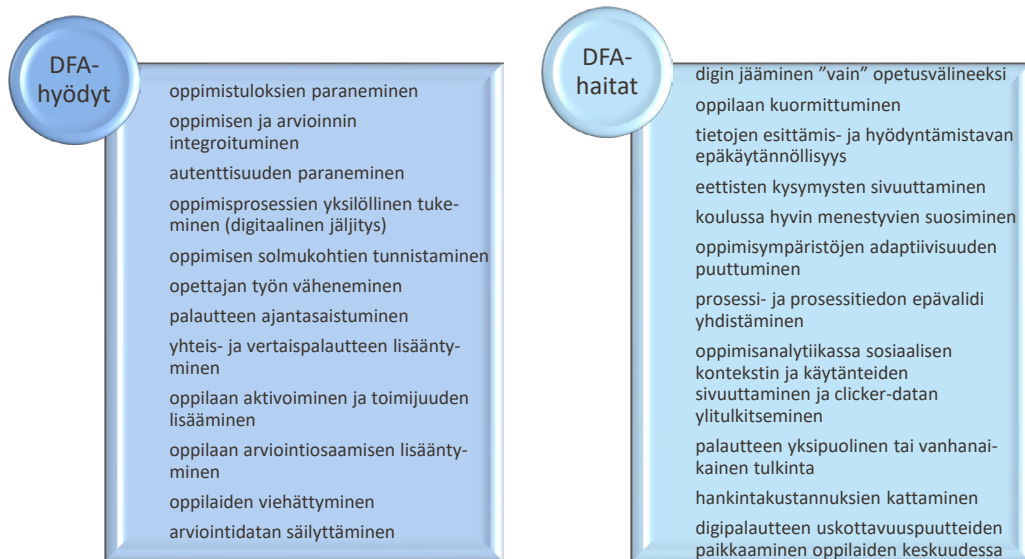 DFA-
hyödyt
oppimistuloksien paraneminen
oppimisen ja arvioinnin
integroituminen
autenttisuuden paraneminen
oppimisprosessien yksilöllinen tuke-
minen (digitaalinen jäljitys)
oppimisen solmukohtien tunnistaminen
opettajan työn väheneminen
palautteen ajantasaistuminen
yhteis- ja vertaispalautteen lisäänty-
minen
oppilaan aktivoiminen ja toimijuuden
lisääminen
oppilaan arviointiosaamisen lisäänty-
minen
oppilaiden viehättyminen
arviointidatan säilyttäminen
DFA-
haitat
digin jääminen ”vain” opetusvälineeksi
oppilaan kuormittuminen
tietojen esittämis- ja hyödyntämistavan
epäkäytännöllisyys
eettisten kysymysten sivuuttaminen
koulussa hyvin menestyvien suosiminen
oppimisympäristöjen adaptiivisuuden
puuttuminen
prosessi- ja prosessitiedon epävalidi
yhdistäminen
oppimisanalytiikassa sosiaalisen
kontekstin ja käytänteiden
sivuuttaminen ja clicker-datan
ylitulkitseminen
palautteen yksipuolinen tai vanhanai-
kainen tulkinta
hankintakustannuksien kattaminen
digipalautteen uskottavuuspuutteiden
paikkaaminen oppilaiden keskuudessa